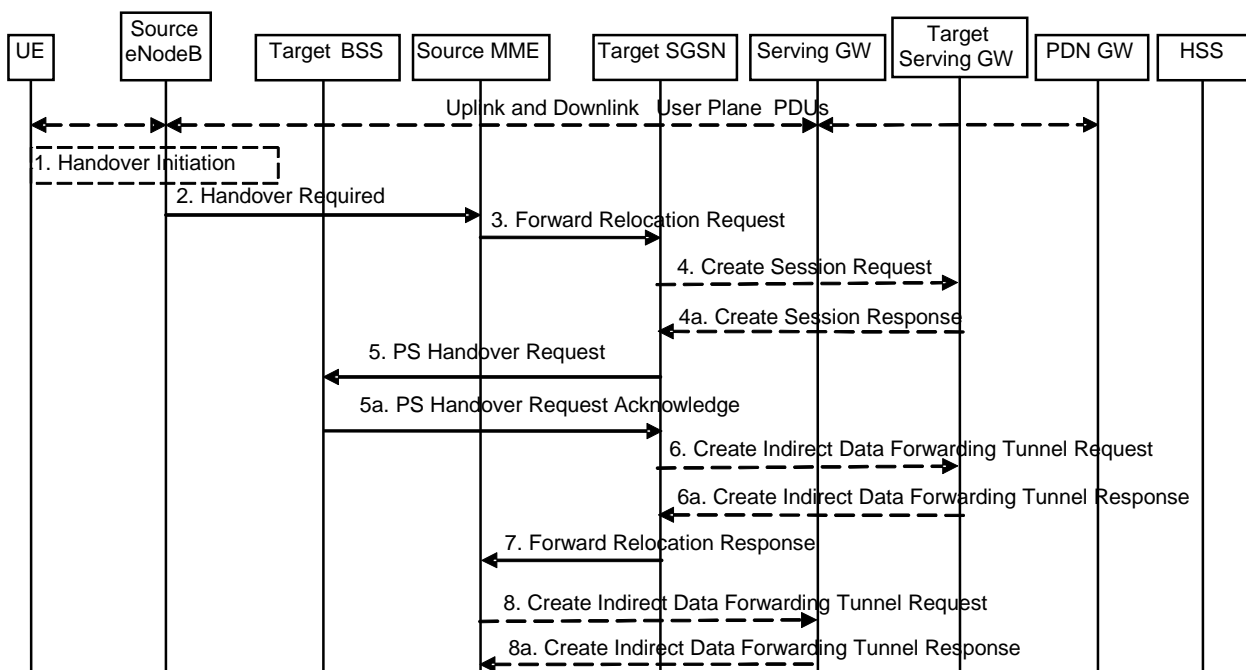 UE
Source
eNodeB
Target BSS
Source MME
Target SGSN
Serving GW
Target
Serving GW
PDN GW
HSS
Uplink and Downlink User Plane PDUs
1. Handover Initiation
2. Handover Required
3. Forward Relocation Request
4. Create Session Request
4a. Create Session Response
5. PS Handover Request
5a. PS Handover Request Acknowledge
6. Create Indirect Data Forwarding Tunnel Request
6a. Create Indirect Data Forwarding Tunnel Response
7. Forward Relocation Response
8. Create Indirect Data Forwarding Tunnel Request
8a. Create Indirect Data Forwarding Tunnel Response